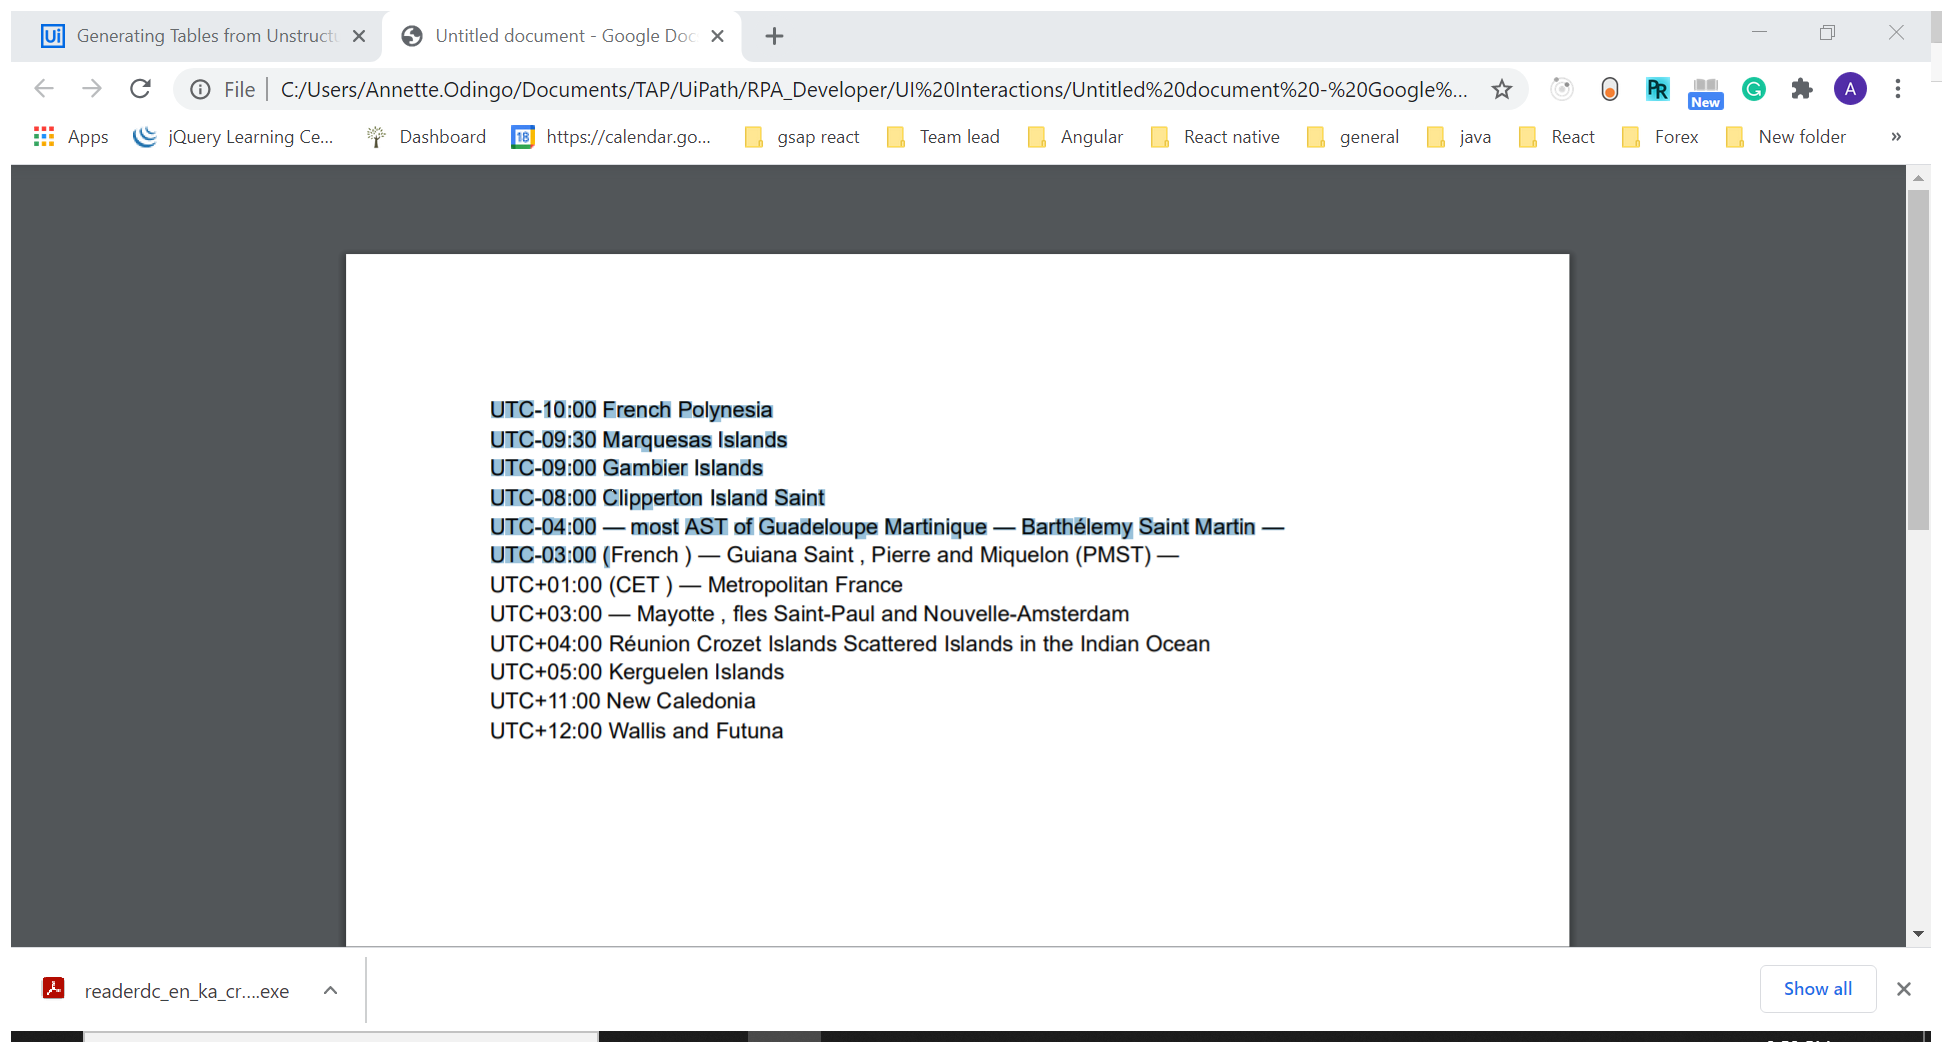 Ui Generating Tables from Unstructu
Untitled document - Google Doc
File C:/Users/Annette.Odingo/Documents/TAP/UiPath/RPA_Developer/UI%20Interactions/Untitled%20document%20-%20Google%...
PR New G A
Apps jQuery Learning Ce... Dashboard 18 https://calendar.go... gsap react Team lead Angular React native general java React Forex New folder »
UTC-10:00 French Polynesia
UTC-09:30 Marquesas Islands
UTC-09:00 Gambier Islands
UTC-08:00 Clipperton Island Saint
UTC-04:00 — most AST of Guadeloupe Martinique — Barthélemy Saint Martin —
UTC-03:00 (French ) — Guiana Saint , Pierre and Miquelon (PMST) —
UTC+01:00 (CET ) — Metropolitan France
UTC+03:00 — Mayotte , fles Saint-Paul and Nouvelle-Amsterdam
UTC+04:00 Réunion Crozet Islands Scattered Islands in the Indian Ocean
UTC+05:00 Kerguelen Islands
UTC+11:00 New Caledonia
UTC+12:00 Wallis and Futuna
readerdc_en_ka_cr....exe
Show all